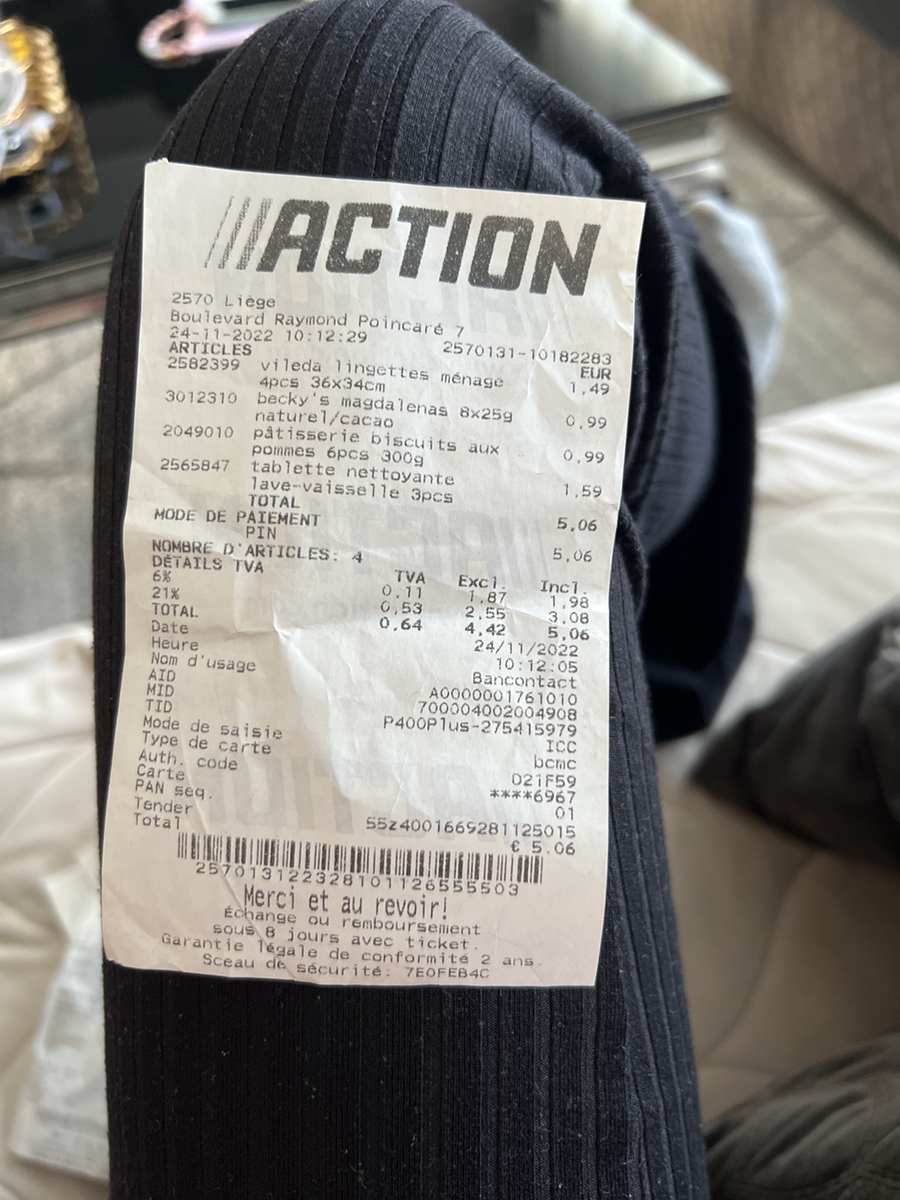 ///ACTION
2570 Liège
Boulevard Raymond Poincaré 7
24-11-2022 10:12:29 2570131-10182283
ARTICLES EUR
2582399 vileda lingettes ménage 1,49
4pcs 36x34cm
3012310 becky's magdalenas 8x25g 0,99
naturel/cacao
2049010 pâtisserie biscuits aux 0,99
pommes 6pcs 300g
2565847 tablette nettoyante
lave-vaisselle 3pcs 1,59
TOTAL 5,06
MODE DE PAIEMENT
PIN 5,06
NOMBRE D'ARTICLES: 4
DÉTAILS TVA TVA Excl. Incl.
6% 0.11 1,87 1,98
21% 0,53 2,55 3,08
TOTAL 0,64 4,42 5,06
Date 24/11/2022
Heure 10:12:05
Nom d'usage Bancontact
AID A0000001761010
MID 700004002004908
TID P400Plus-275415979
Mode de saisie ICC
Type de carte bcmc
Auth. code 021F59
Carte ****6967
PAN seq. 01
Tender 55z4001669281125015
Total € 5.06
257013122328101126555503
Merci et au revoir!
Échange ou remboursement
sous 8 jours avec ticket.
Garantie légale de conformité 2 ans.
Sceau de sécurité: 7E0FEB4C